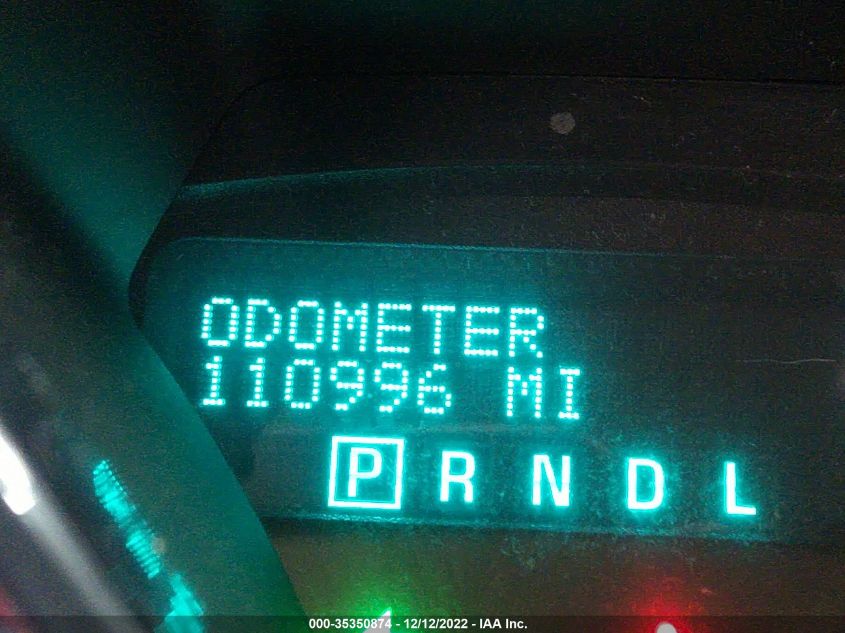 ODOMETER
110996 MI
P R N D L
000-35350874 - 12/12/2022 - IAA Inc.